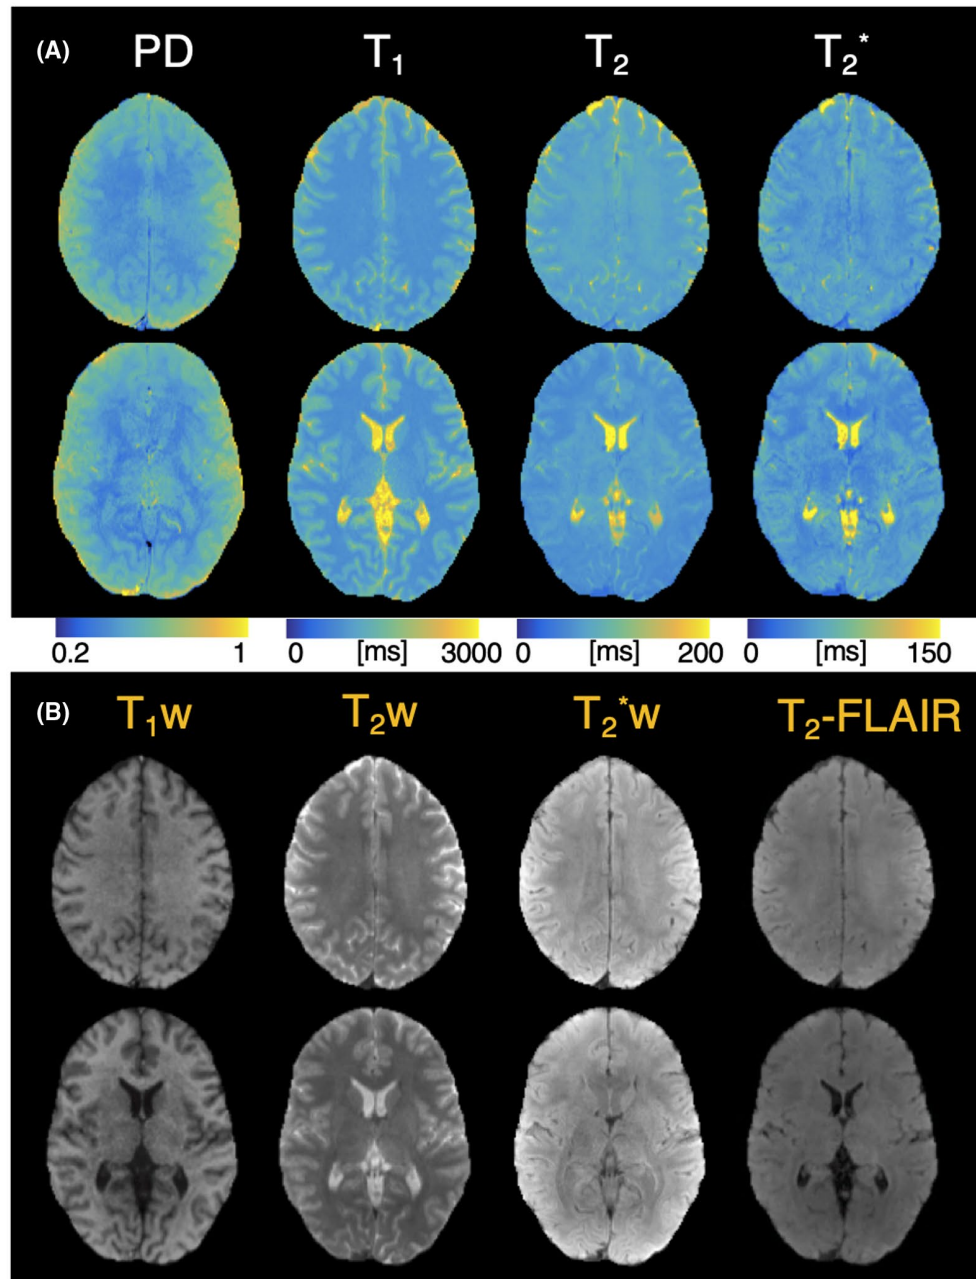 (A) PD T₁ T₂ T₂*
0.2 1 0 [ms] 3000 0 [ms] 200 0 [ms] 150
(B) T₁w T₂w T₂*w T₂-FLAIR